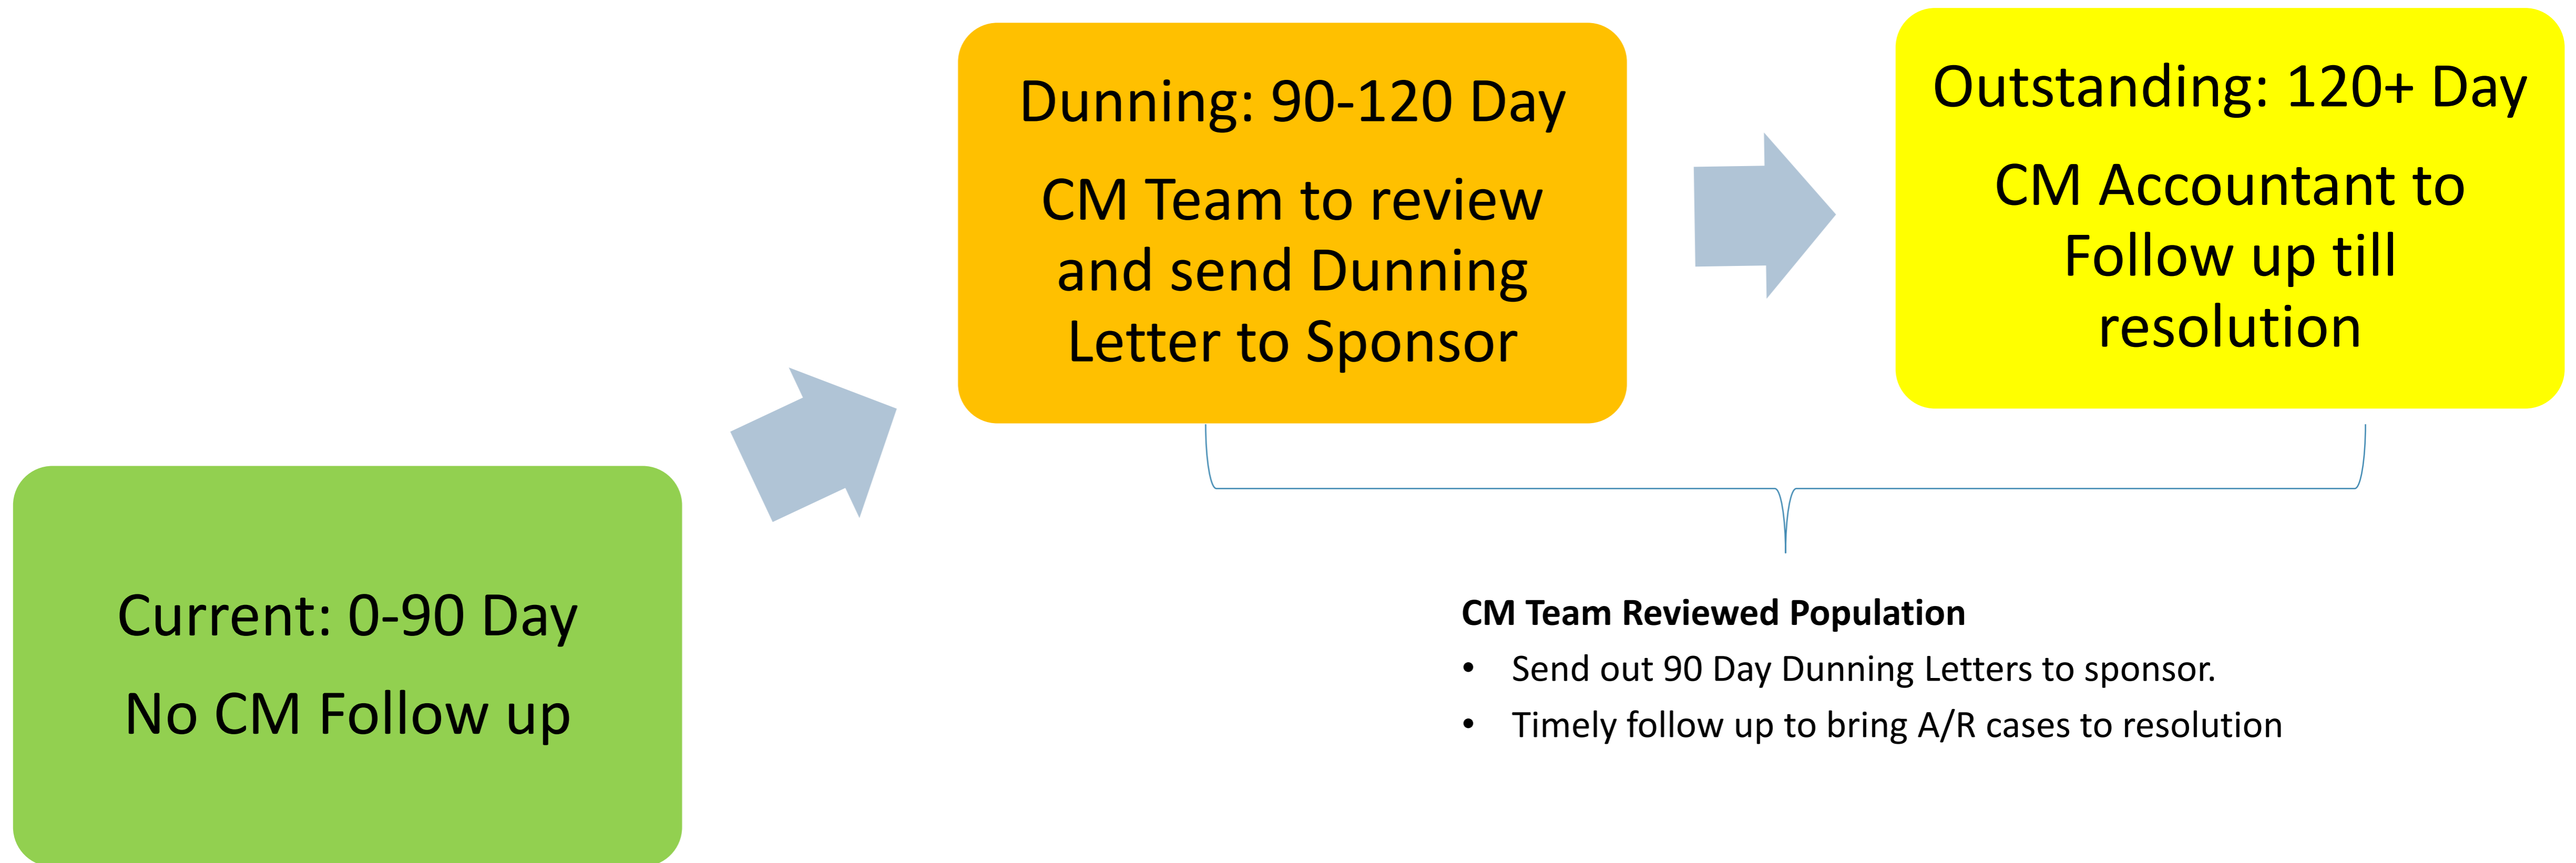 Current: 0-90 Day
No CM Follow up
Dunning: 90-120 Day
CM Team to review
and send Dunning
Letter to Sponsor
Outstanding: 120+ Day
CM Accountant to
Follow up till
resolution
CM Team Reviewed Population
• Send out 90 Day Dunning Letters to sponsor.
• Timely follow up to bring A/R cases to resolution